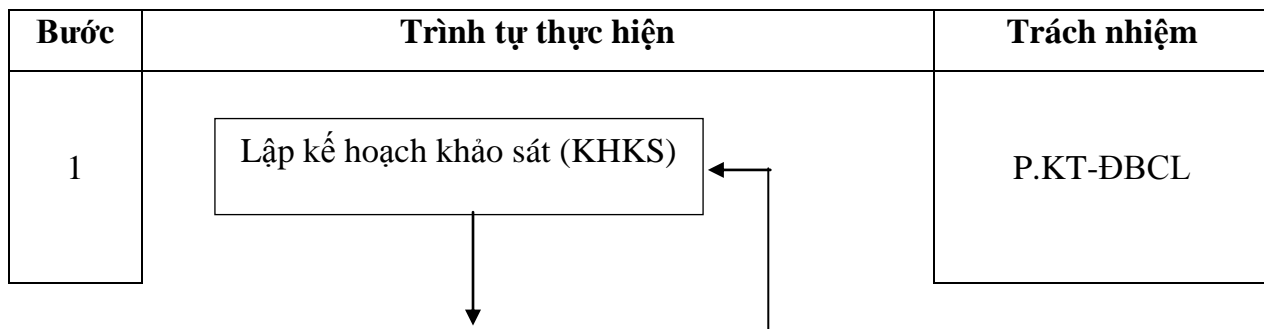 Bước Trình tự thực hiện Trách nhiệm
1 Lập kế hoạch khảo sát (KHKS) P.KT-ĐBCL